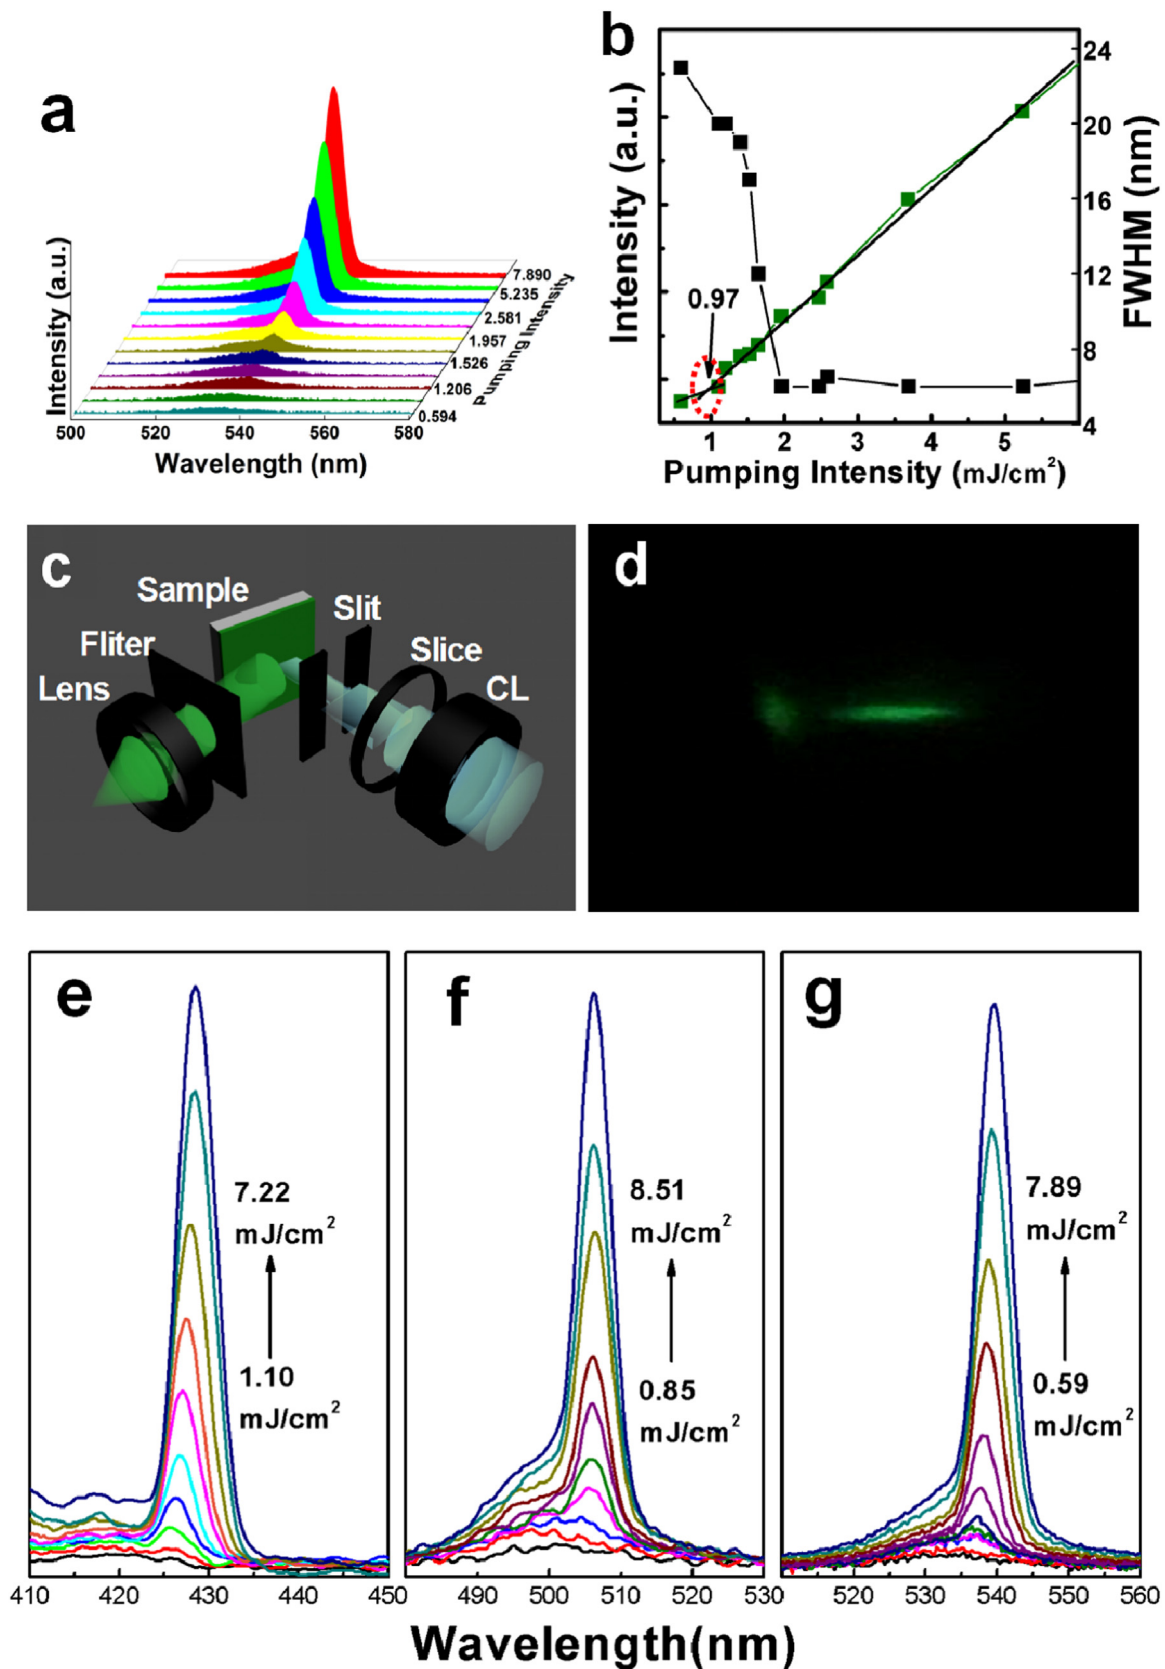 a
Intensity (a.u.)
7.890
5.235
2.581
1.957
1.526
1.206
0.594
Pumping Intensity
500 520 540 560 580
Wavelength (nm)
b
Intensity (a.u.)
0.97
24
20
16
12
8
4
FWHM (nm)
1 2 3 4 5
Pumping Intensity (mJ/cm²)
c
Sample
Slit
Fliter
Slice
Lens
CL
d
e
7.22
mJ/cm²
1.10
mJ/cm²
410 420 430 440 450
f
8.51
mJ/cm²
0.85
mJ/cm²
490 500 510 520 530
g
7.89
mJ/cm²
0.59
mJ/cm²
520 530 540 550 560
Wavelength(nm)